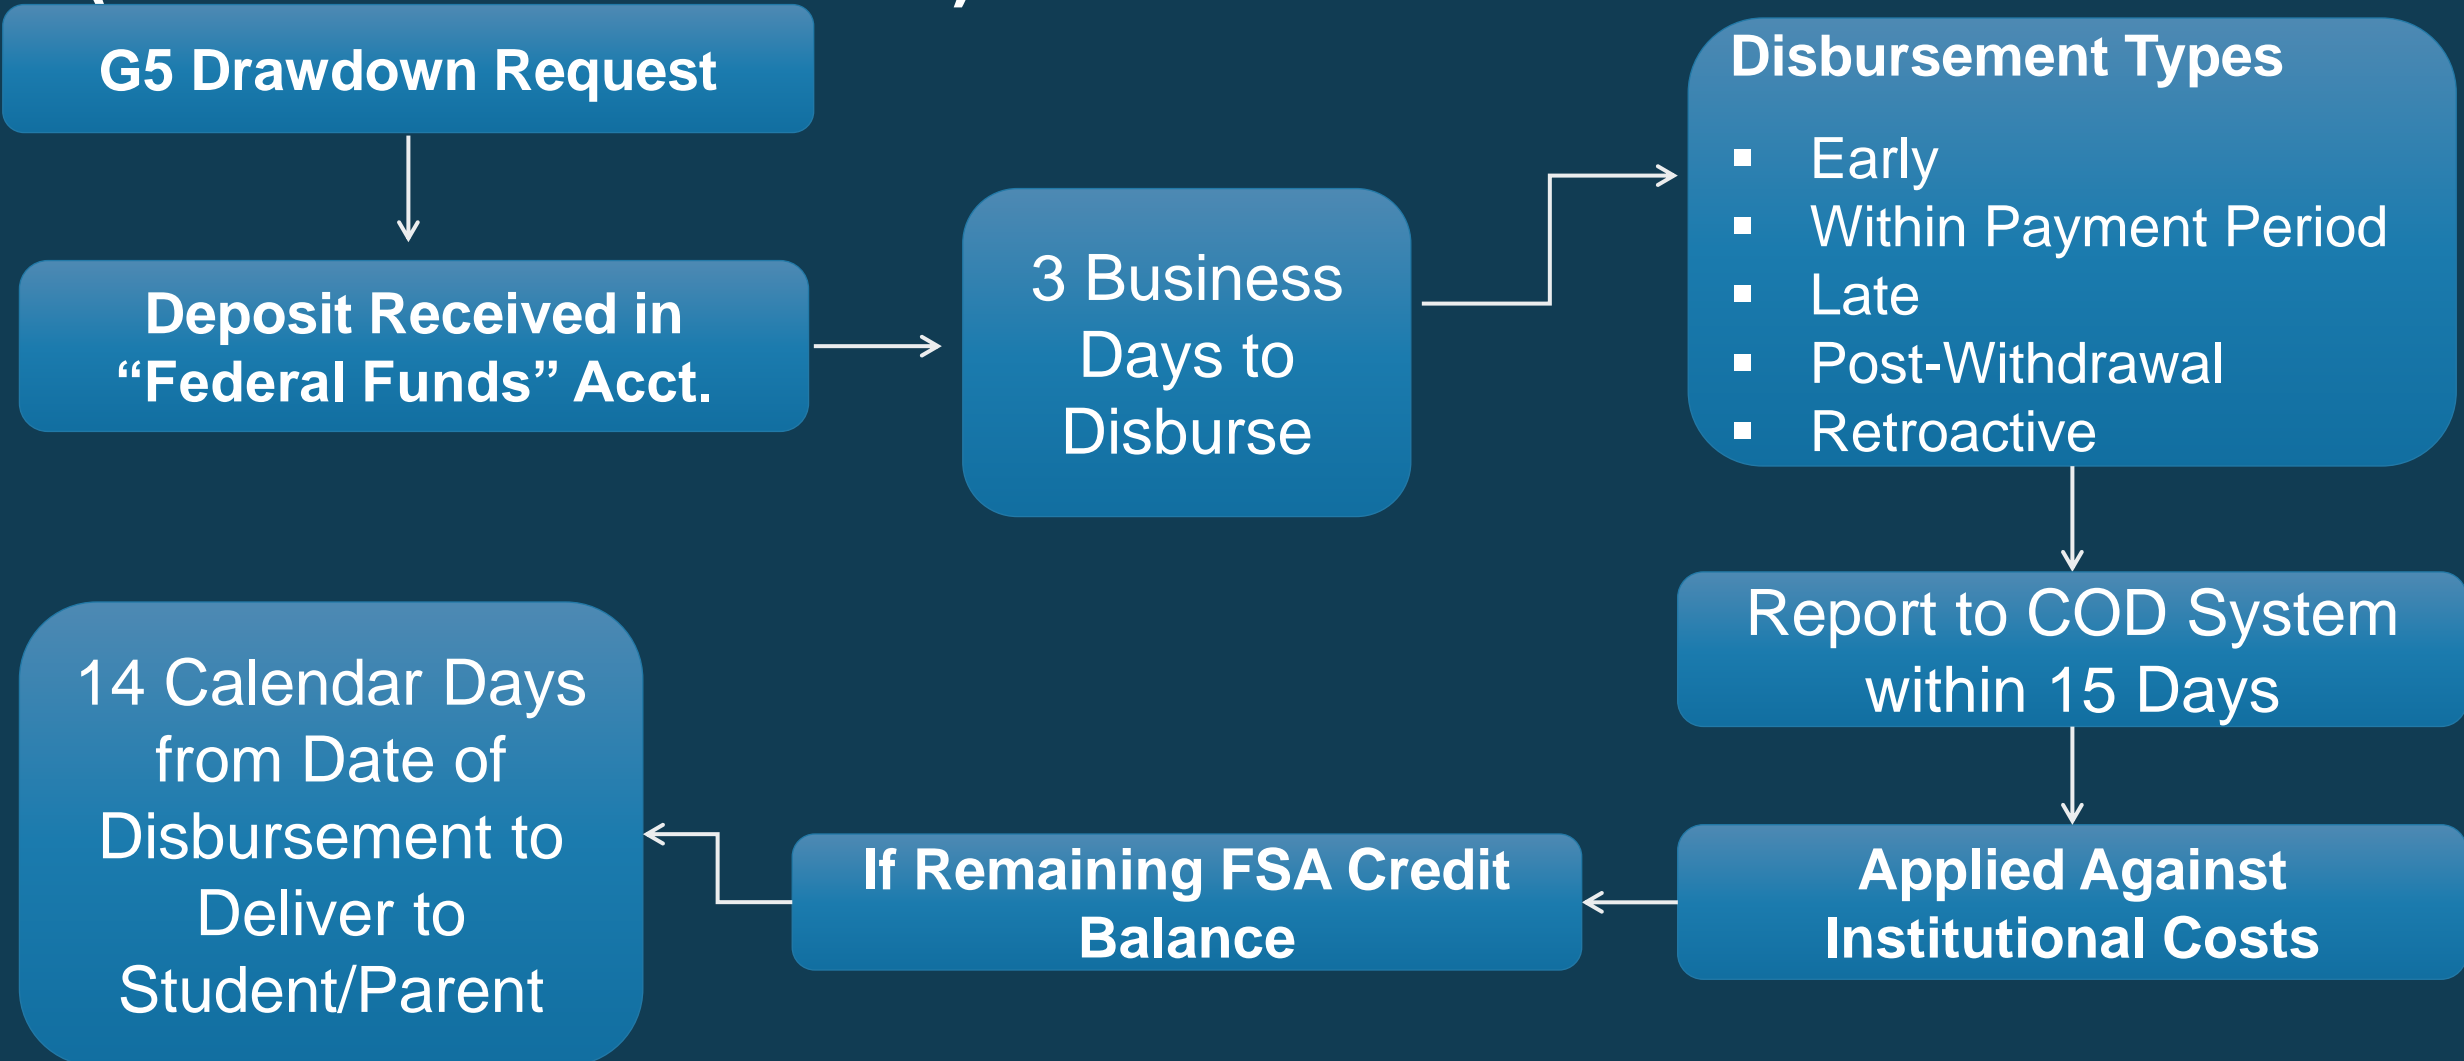 G5 Drawdown Request
Deposit Received in
“Federal Funds” Acct.
3 Business
Days to
Disburse
Disbursement Types
▪ Early
▪ Within Payment Period
▪ Late
▪ Post-Withdrawal
▪ Retroactive
Report to COD System
within 15 Days
Applied Against
Institutional Costs
If Remaining FSA Credit
Balance
14 Calendar Days
from Date of
Disbursement to
Deliver to
Student/Parent